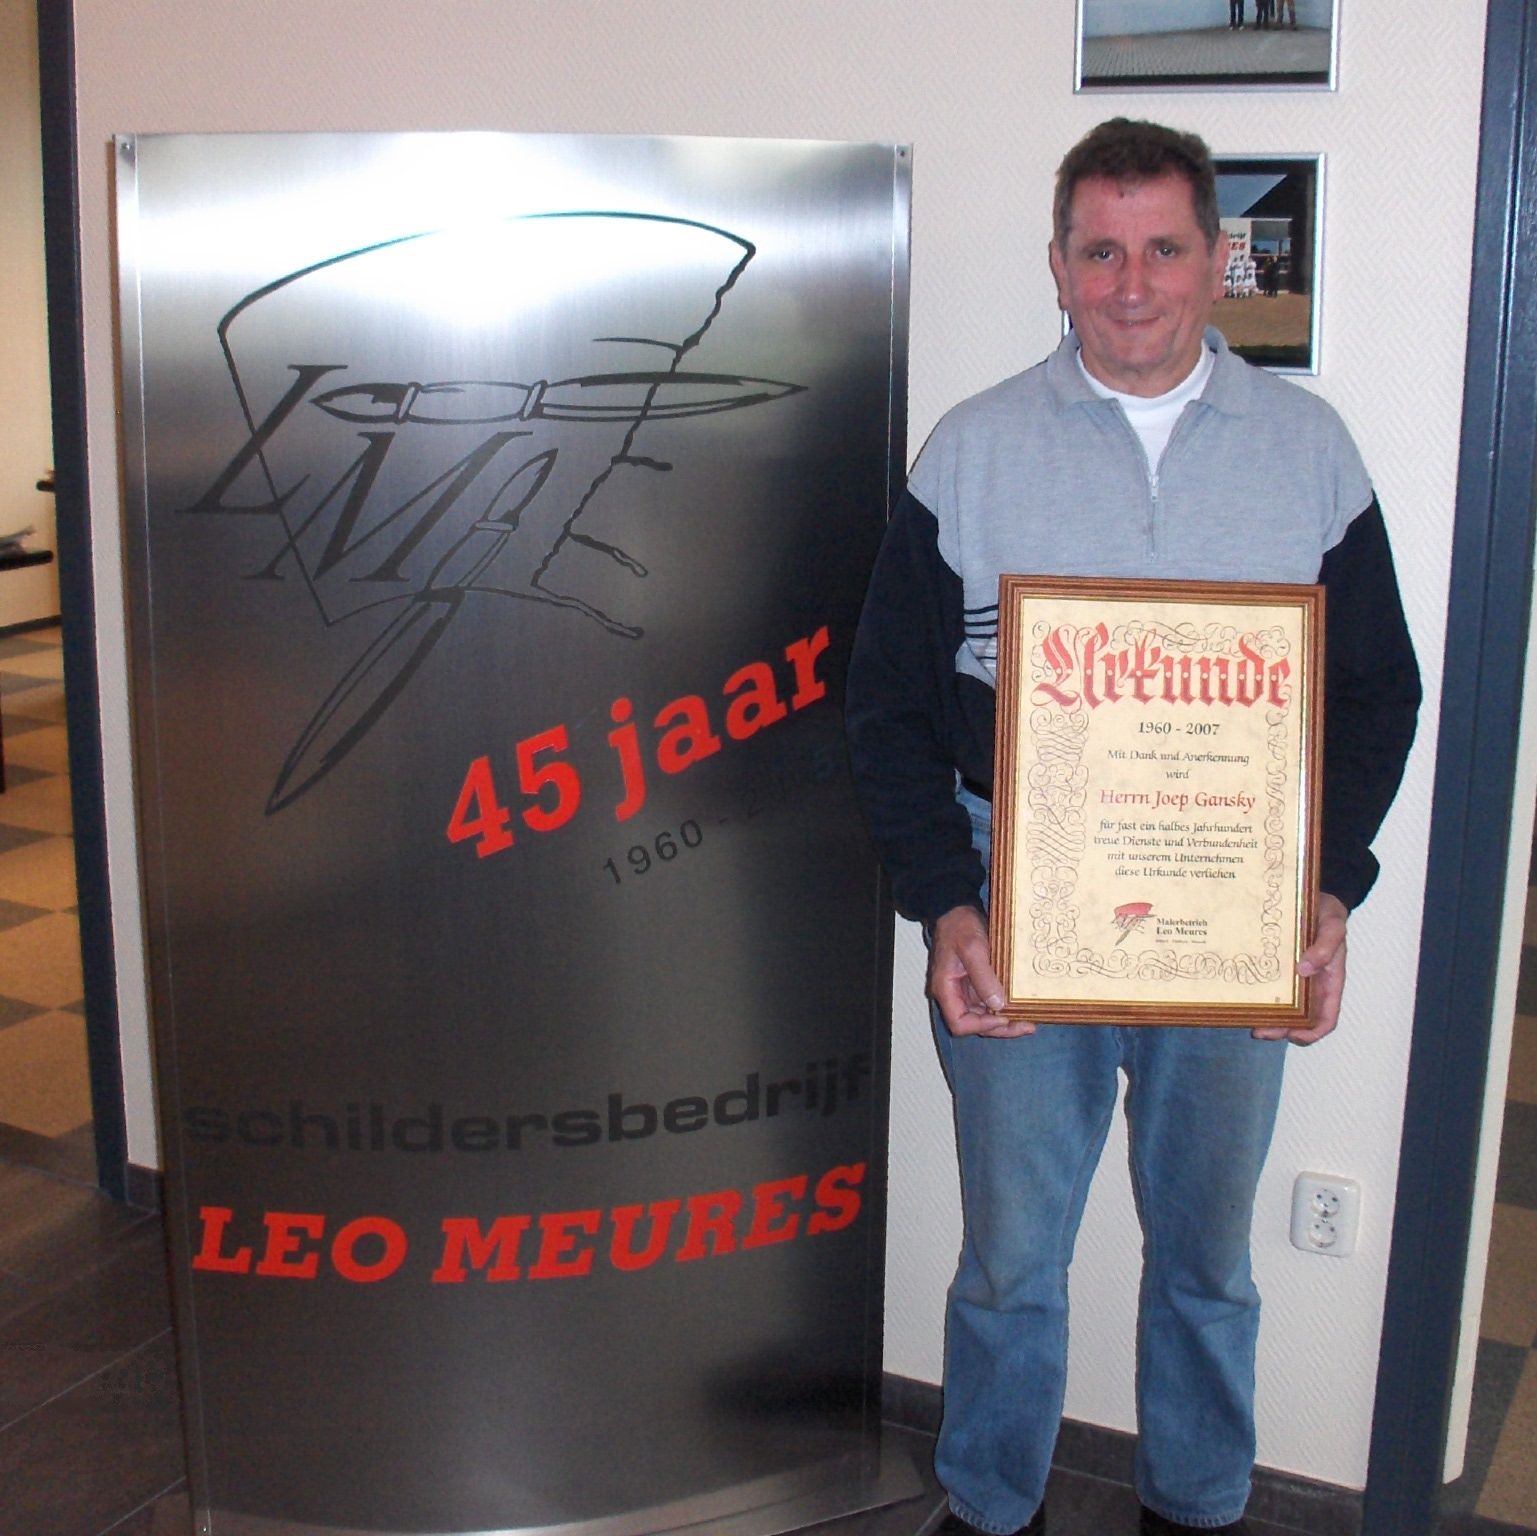 LM
45 jaar
1960 -
schildersbedrijf
LEO MEURES
Urkunde
1960 - 2007
Mit Dank und Anerkennung
wird
Herrn Joep Gansky
für fast ein halbes Jahrhundert
treue Dienste und Verbundenheit
mit unserem Unternehmen
diese Urkunde verliehen
Malerbetrieb
Leo Meures